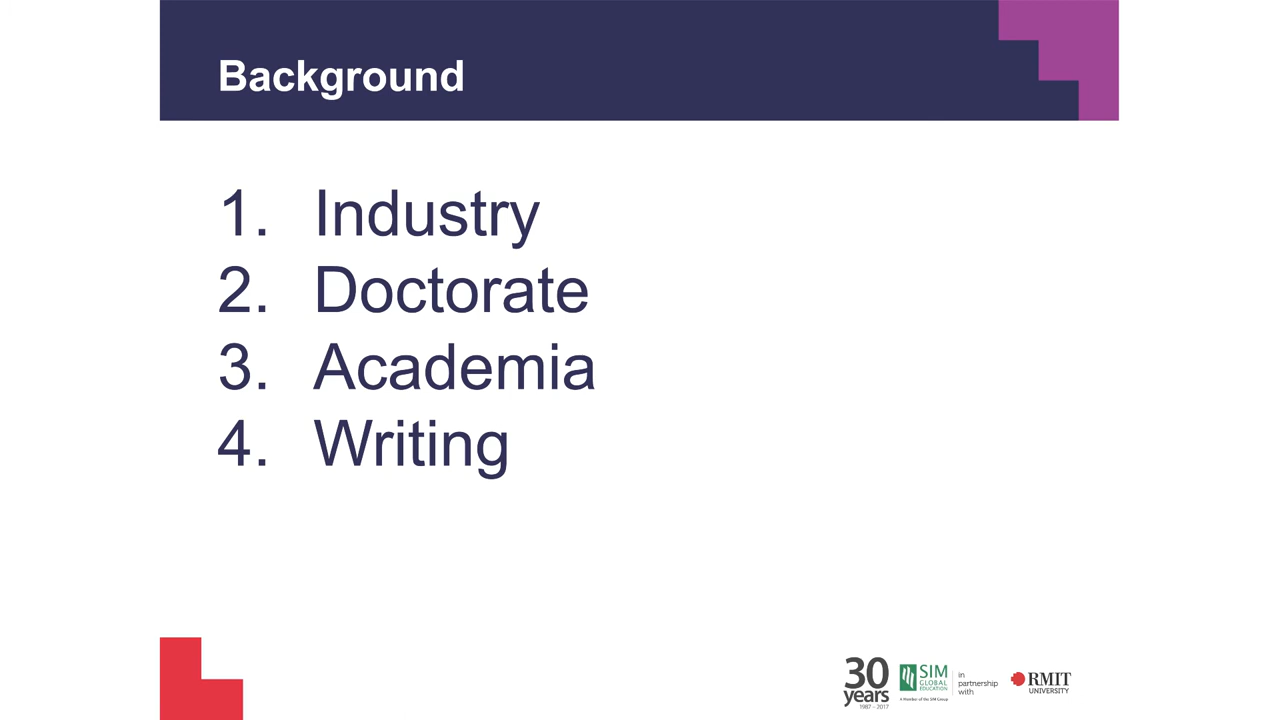 Background
1. Industry
2. Doctorate
3. Academia
4. Writing
30
years
1987 - 2017
SIM
GLOBAL
EDUCATION
A Member of the SIM Group
in
partnership
with
RMIT
UNIVERSITY